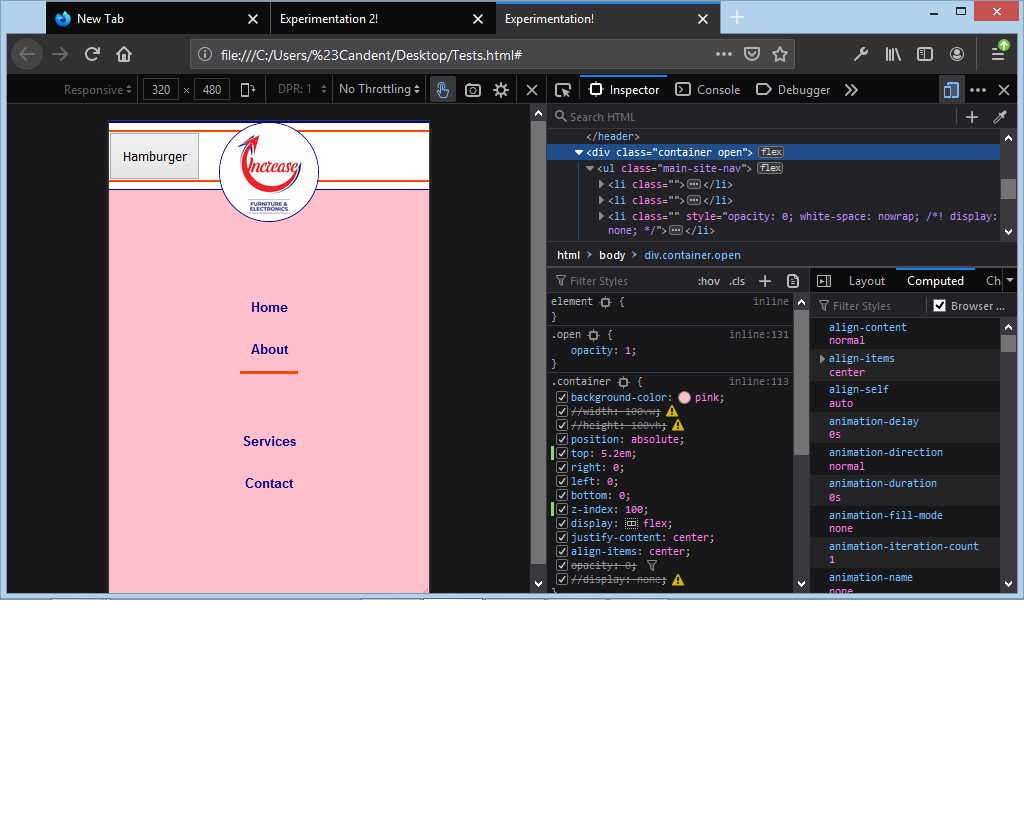 New Tab
Experimentation 2!
Experimentation!
file:///C:/Users/%23Candent/Desktop/Tests.html#
Responsive 320 × 480 DPR: 1 No Throttling
Inspector Console Debugger
Search HTML
</header>
<div class="container open"> flex
<ul class="main-site-nav"> flex
<li class=""> </li>
<li class=""> </li>
<li class="" style="opacity: 0; white-space: nowrap; /*! display:
none; */"> </li>
html > body > div.container.open
Hamburger
Increase
FURNITURE &
ELECTRONICS
Home
About
Services
Contact
Filter Styles :hov .cls
element { inline
}
.open { inline:131
opacity: 1;
}
.container { inline:113
background-color: pink;
//width: 100vw;
//height: 100vh;
position: absolute;
top: 5.2em;
right: 0;
left: 0;
bottom: 0;
z-index: 100;
display: flex;
justify-content: center;
align-items: center;
opacity: 0;
//display: none;
}
Layout Computed Ch
Filter Styles Browser ...
align-content
normal
align-items
center
align-self
auto
animation-delay
0s
animation-direction
normal
animation-duration
0s
animation-fill-mode
none
animation-iteration-count
1
animation-name
none